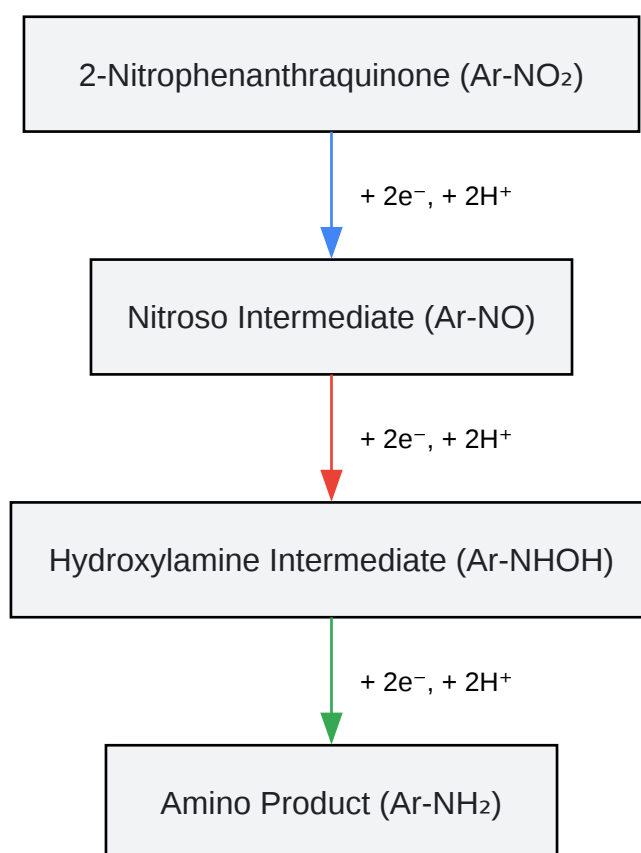 2-Nitrophenanthraquinone (Ar-NO₂)
+ 2e⁻, + 2H⁺
Nitroso Intermediate (Ar-NO)
+ 2e⁻, + 2H⁺
Hydroxylamine Intermediate (Ar-NHOH)
+ 2e⁻, + 2H⁺
Amino Product (Ar-NH₂)